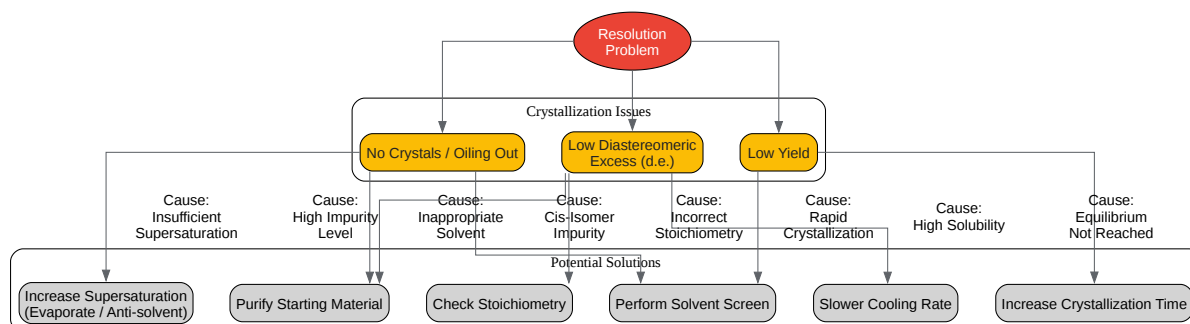 Resolution
Problem
Crystallization Issues
No Crystals / Oiling Out
Low Diastereomeric
Excess (d.e.)
Low Yield
Cause:
Insufficient
Supersaturation
Cause:
High Impurity
Level
Cause:
Inappropriate
Solvent
Cause:
Cis-Isomer
Impurity
Cause:
Incorrect
Stoichiometry
Cause:
Rapid
Crystallization
Cause:
High Solubility
Cause:
Equilibrium
Not Reached
Potential Solutions
Increase Supersaturation
(Evaporate / Anti-solvent)
Purify Starting Material
Check Stoichiometry
Perform Solvent Screen
Slower Cooling Rate
Increase Crystallization Time